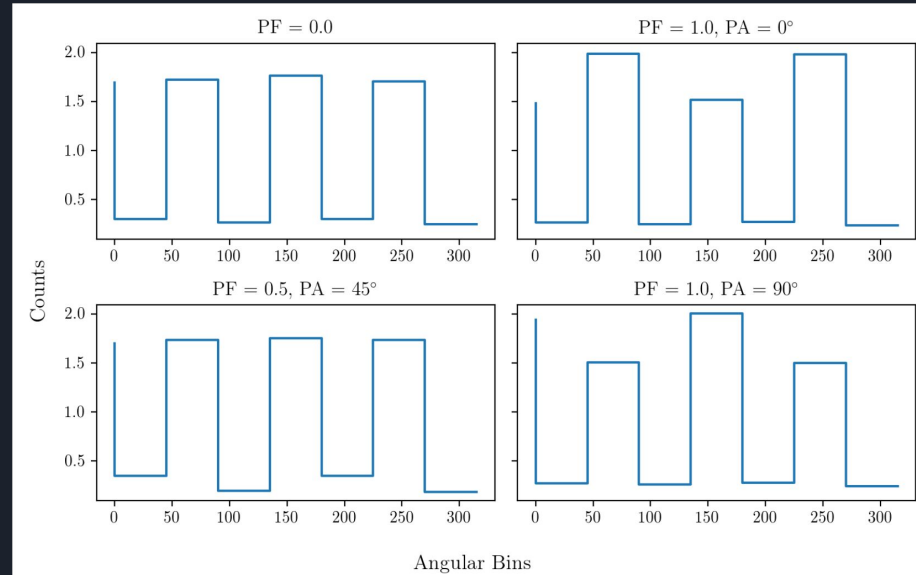 PF = 0.0
PF = 1.0, PA = 0°
2.0
1.5
1.0
0.5
0 50 100 150 200 250 300
0 50 100 150 200 250 300
PF = 0.5, PA = 45°
PF = 1.0, PA = 90°
2.0
1.5
1.0
0.5
0 50 100 150 200 250 300
0 50 100 150 200 250 300
Counts
Angular Bins